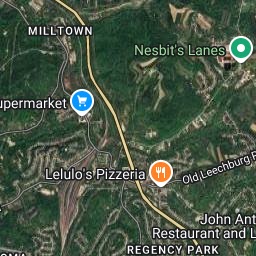 MILLTOWN
Nesbit's Lanes
upermarket
Lelulo's Pizzeria
Old Leechburg R
John Ant
Restaurant and L
REGENCY PARK